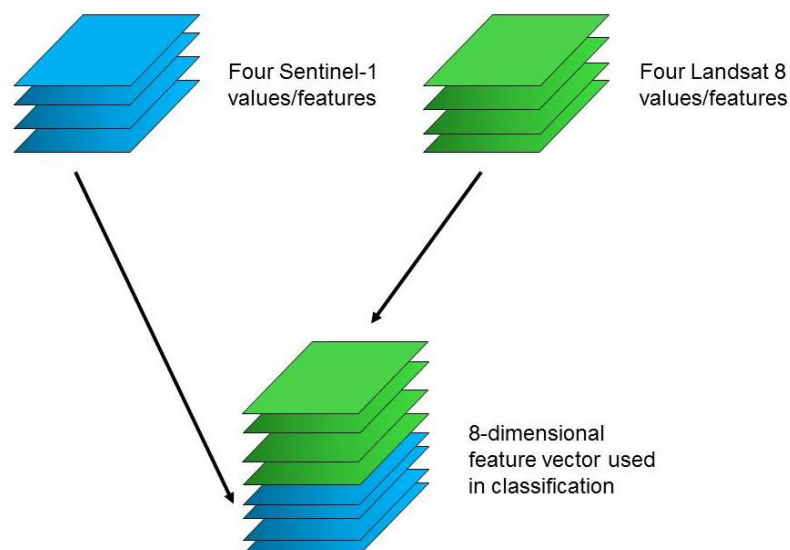 Four Sentinel-1
values/features
Four Landsat 8
values/features
8-dimensional
feature vector used
in classification